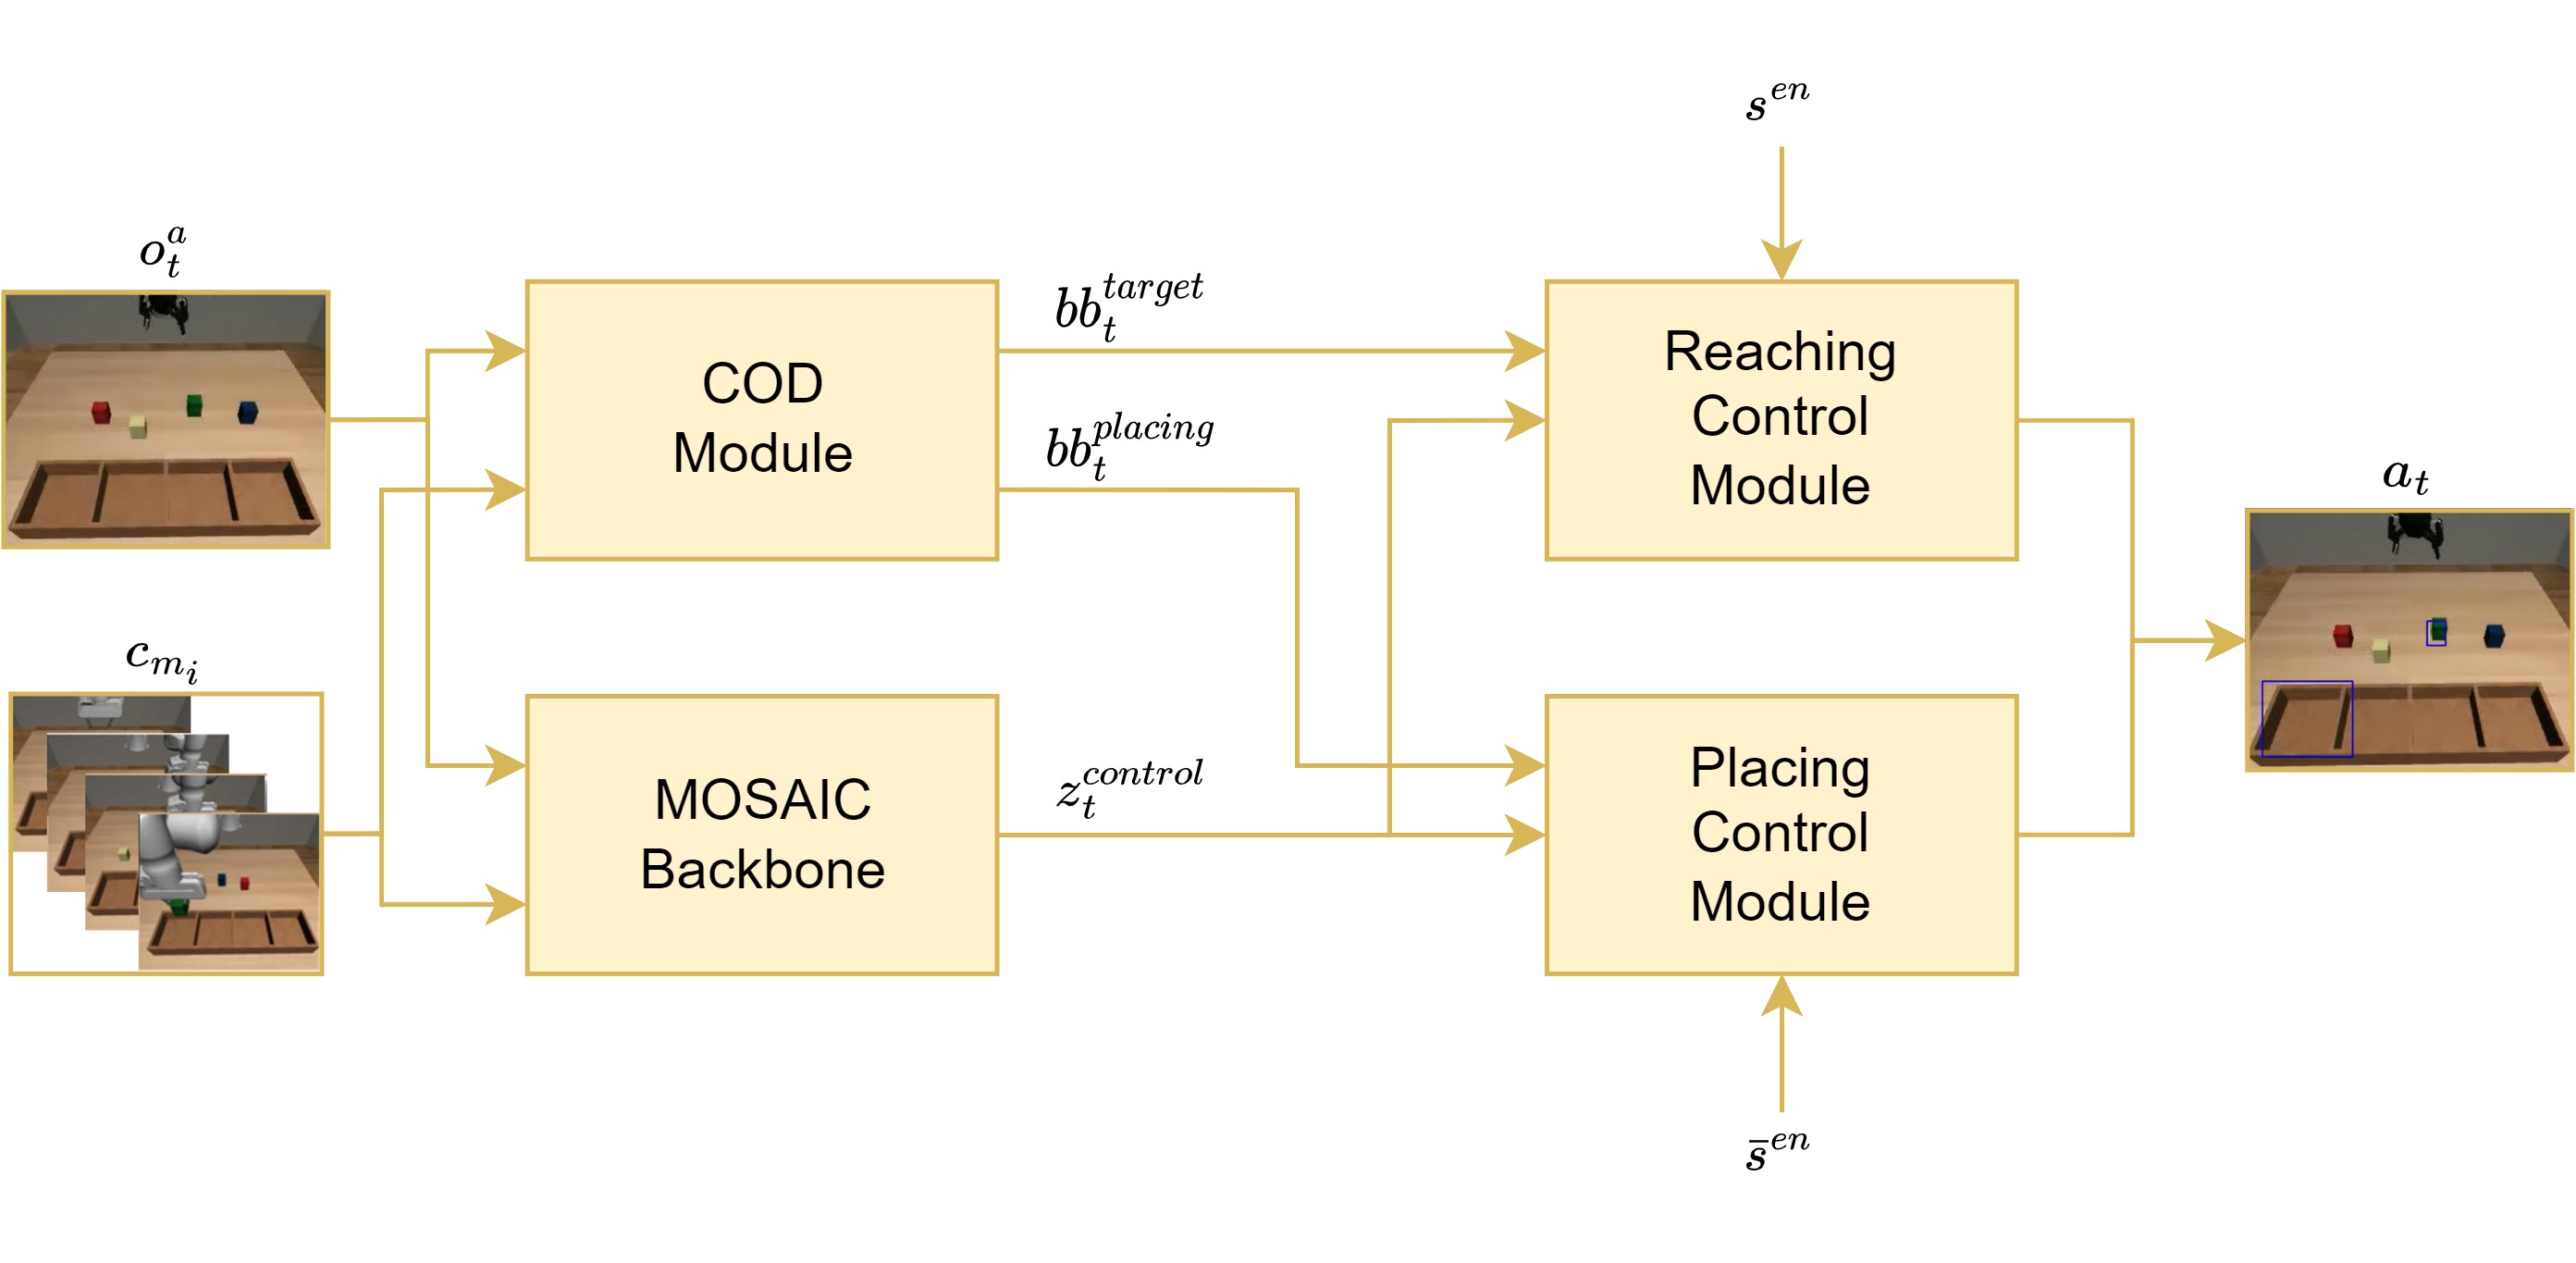 s^{en}
o_t^a
COD
Module
bb_t^{target}
bb_t^{placing}
Reaching
Control
Module
a_t
c_{m_i}
MOSAIC
Backbone
z_t^{control}
Placing
Control
Module
\bar{s}^{en}